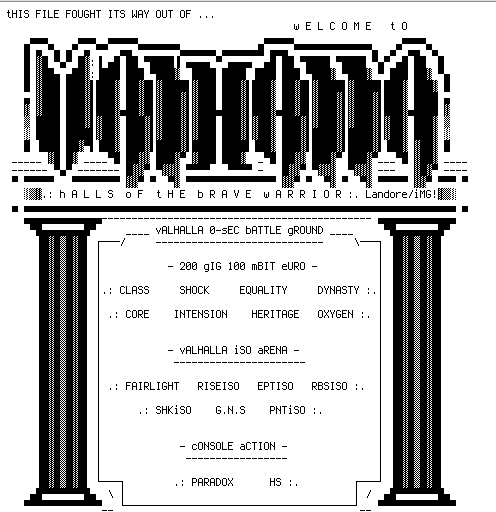 tHIS FILE FOUGHT ITS WAY OUT OF ...
wELCOME tO
VALHALLA
.: hALLS oF tHE bRAVE wARRIOR :. Landore/iMG!
vALHALLA 0-sEC bATTLE gROUND
- 200 gIG 100 mBIT eURO -
.: CLASS SHOCK EQUALITY DYNASTY :.
.: CORE INTENSION HERITAGE OXYGEN :.
- vALHALLA iSO aRENA -
.: FAIRLIGHT RISEISO EPTISO RBSISO :.
.: SHKiSO G.N.S PNTiSO :.
- cONSOLE aCTION -
.: PARADOX HS :.